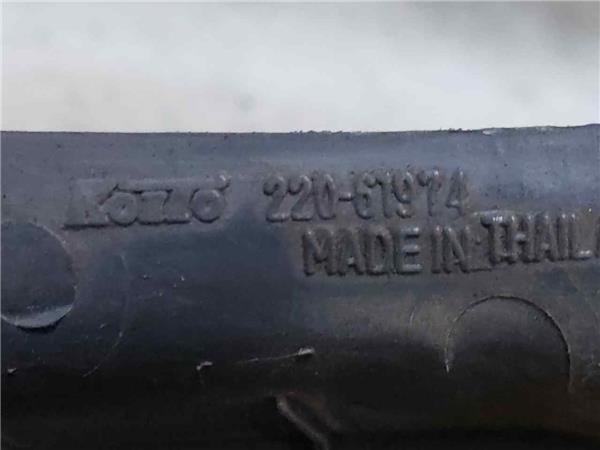 KOITO 220-61974
MADE IN THAIL